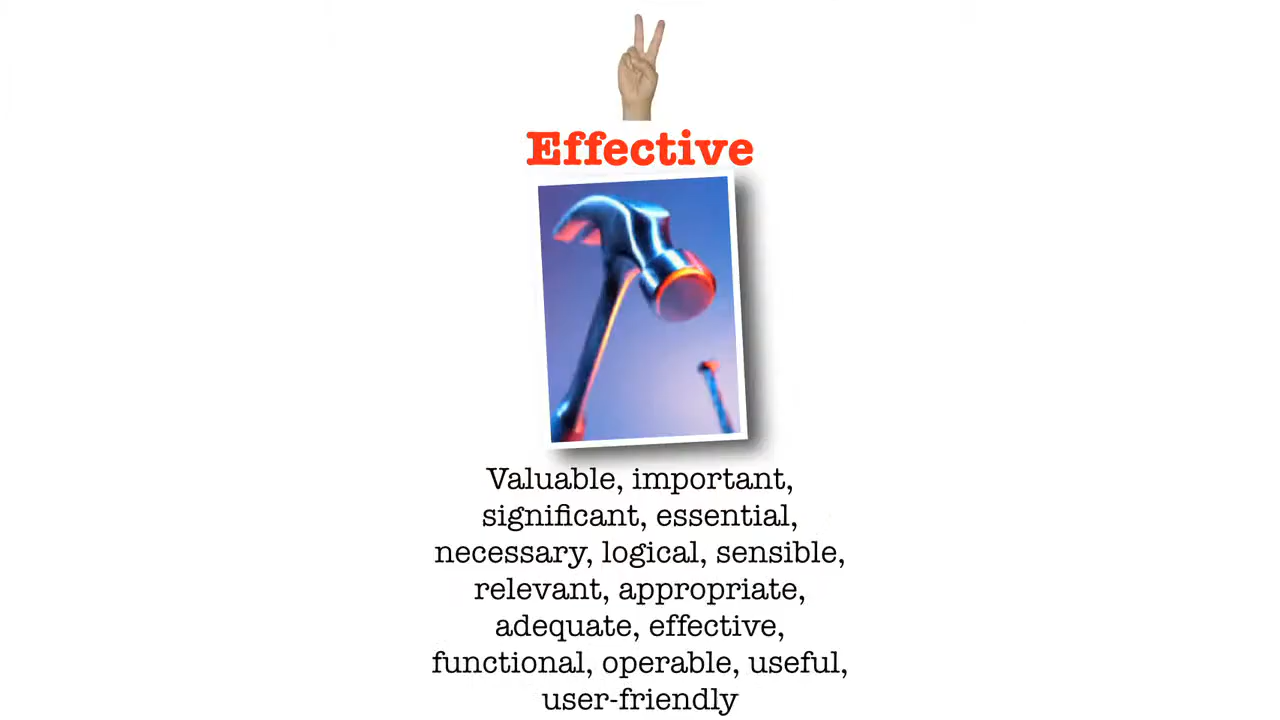 Effective
Valuable, important,
significant, essential,
necessary, logical, sensible,
relevant, appropriate,
adequate, effective,
functional, operable, useful,
user-friendly